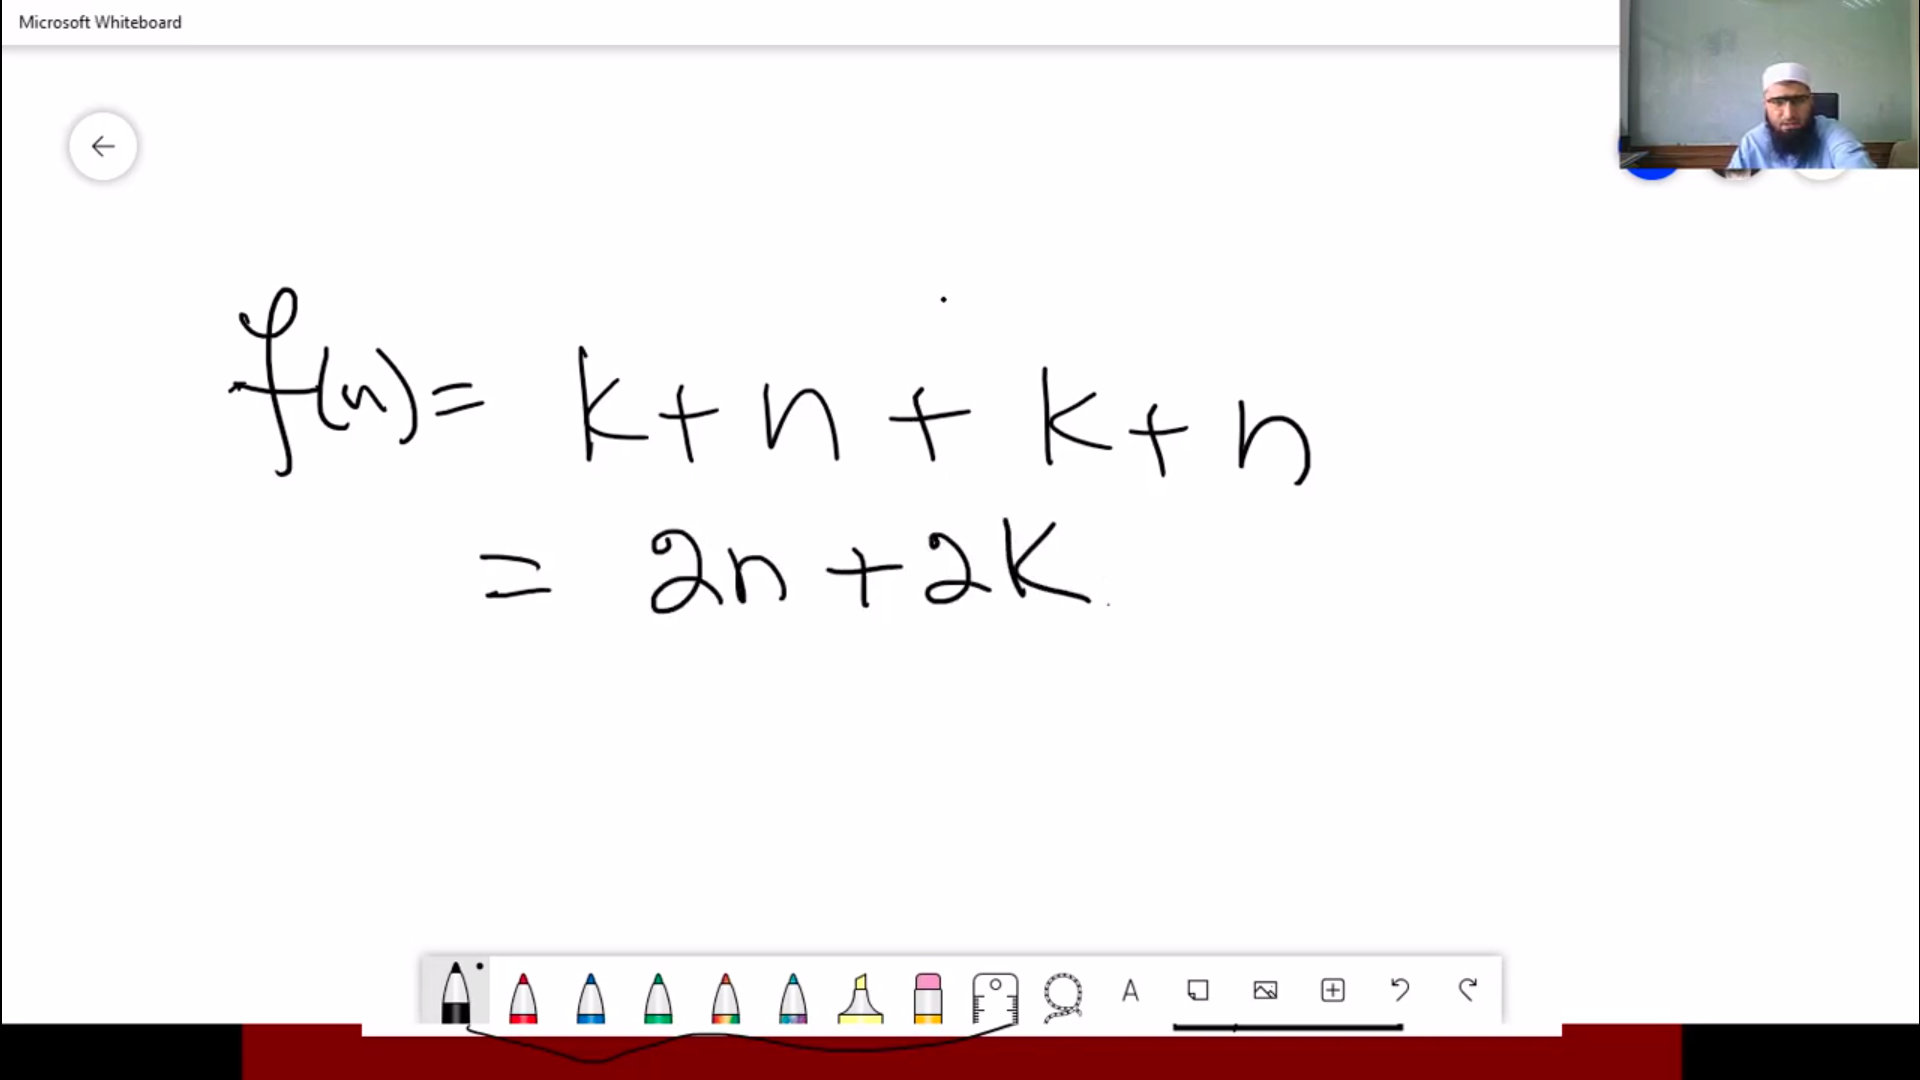 Microsoft Whiteboard
f(n) = k + n + k + n
= 2n + 2k
A